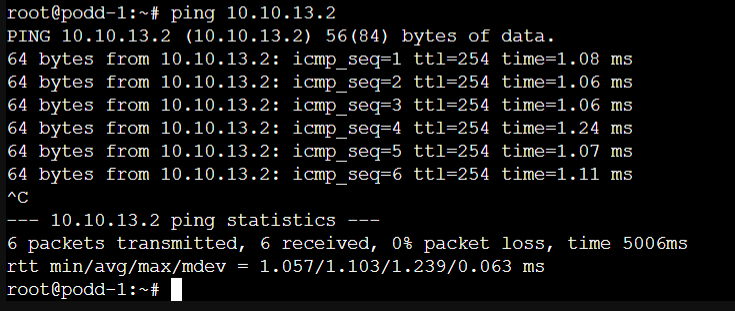 root@podd-1:~# ping 10.10.13.2
PING 10.10.13.2 (10.10.13.2) 56(84) bytes of data.
64 bytes from 10.10.13.2: icmp_seq=1 ttl=254 time=1.08 ms
64 bytes from 10.10.13.2: icmp_seq=2 ttl=254 time=1.06 ms
64 bytes from 10.10.13.2: icmp_seq=3 ttl=254 time=1.06 ms
64 bytes from 10.10.13.2: icmp_seq=4 ttl=254 time=1.24 ms
64 bytes from 10.10.13.2: icmp_seq=5 ttl=254 time=1.07 ms
64 bytes from 10.10.13.2: icmp_seq=6 ttl=254 time=1.11 ms
^C
--- 10.10.13.2 ping statistics ---
6 packets transmitted, 6 received, 0% packet loss, time 5006ms
rtt min/avg/max/mdev = 1.057/1.103/1.239/0.063 ms
root@podd-1:~#